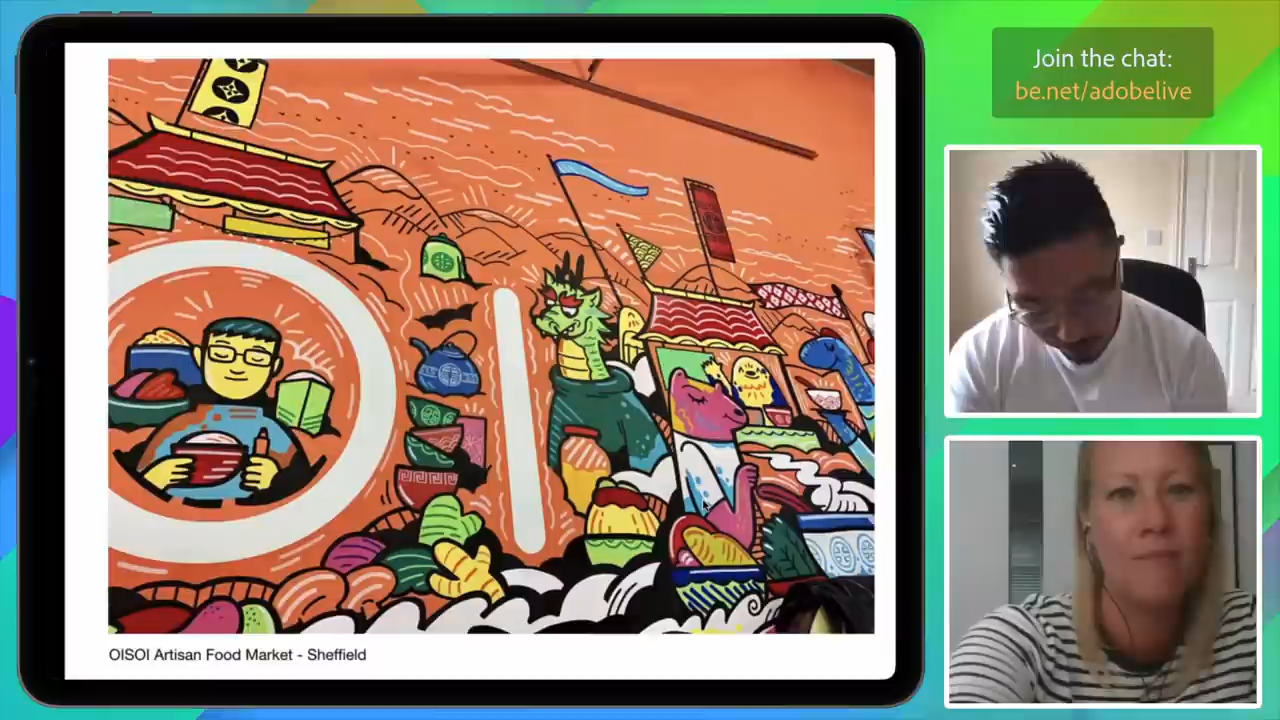 Join the chat:
be.net/adobelive
OISOI Artisan Food Market - Sheffield